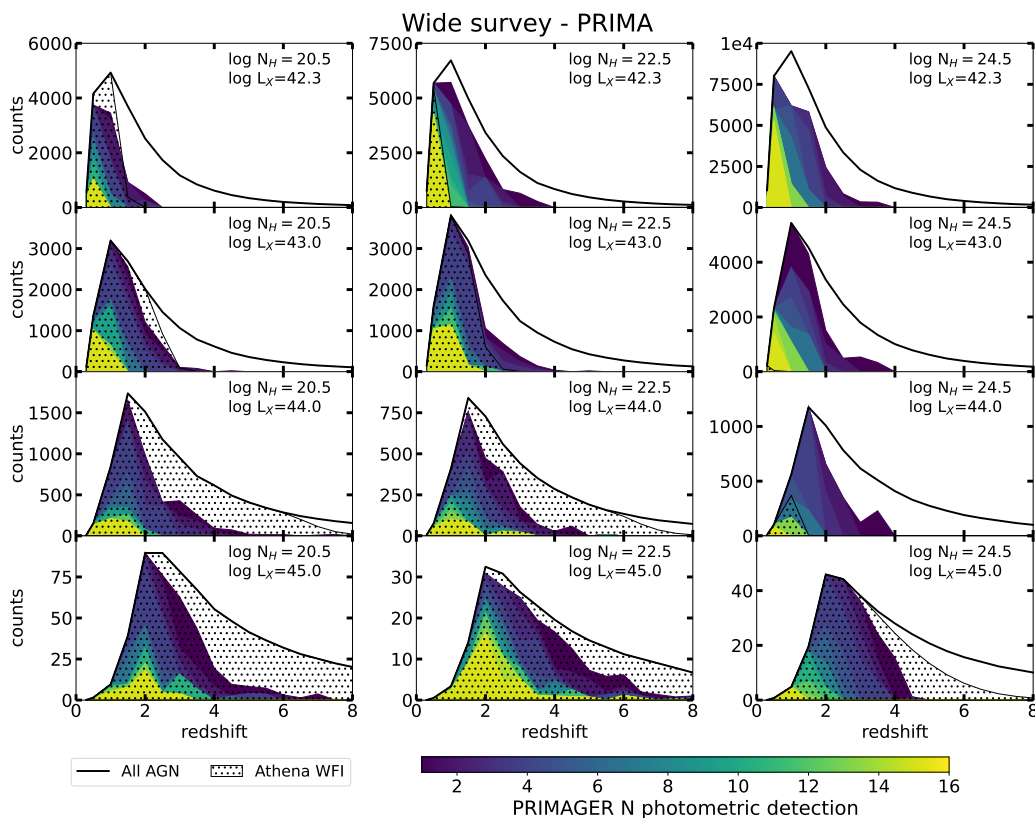 Wide survey - PRIMA
6000
4000
2000
0
counts
log N_H = 20.5
log L_X=42.3
7500
5000
2500
0
log N_H = 22.5
log L_X=42.3
1e4
7500
5000
2500
0
log N_H = 24.5
log L_X=42.3
3000
2000
1000
0
counts
log N_H = 20.5
log L_X=43.0
3000
2000
1000
0
log N_H = 22.5
log L_X=43.0
4000
2000
0
log N_H = 24.5
log L_X=43.0
1500
1000
500
0
counts
log N_H = 20.5
log L_X=44.0
750
500
250
0
log N_H = 22.5
log L_X=44.0
1000
500
0
log N_H = 24.5
log L_X=44.0
75
50
25
0
counts
log N_H = 20.5
log L_X=45.0
30
20
10
0
log N_H = 22.5
log L_X=45.0
40
20
0
log N_H = 24.5
log L_X=45.0
0 2 4 6 8
0 2 4 6 8
0 2 4 6 8
redshift redshift redshift
All AGN Athena WFI
2 4 6 8 10 12 14 16
PRIMAGER N photometric detection